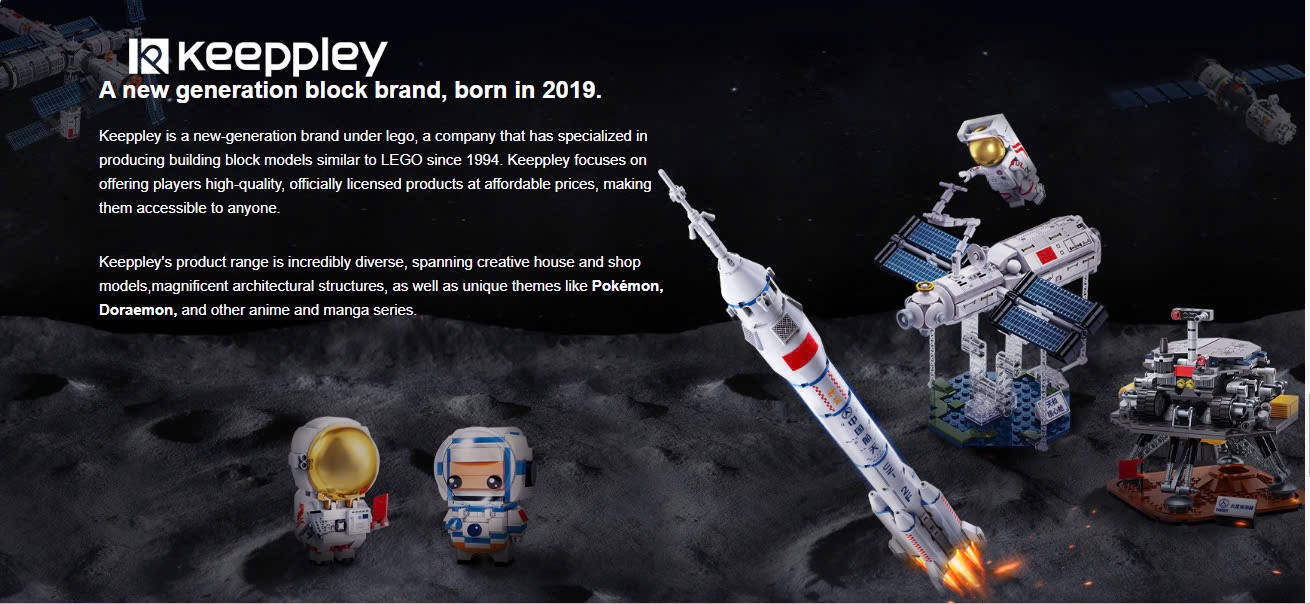 Keeppley
A new generation block brand, born in 2019.
Keeppley is a new-generation brand under lego, a company that has specialized in
producing building block models similar to LEGO since 1994. Keeppley focuses on
offering players high-quality, officially licensed products at affordable prices, making
them accessible to anyone.
Keeppley's product range is incredibly diverse, spanning creative house and shop
models,magnificent architectural structures, as well as unique themes like Pokémon,
Doraemon, and other anime and manga series.
中国航天